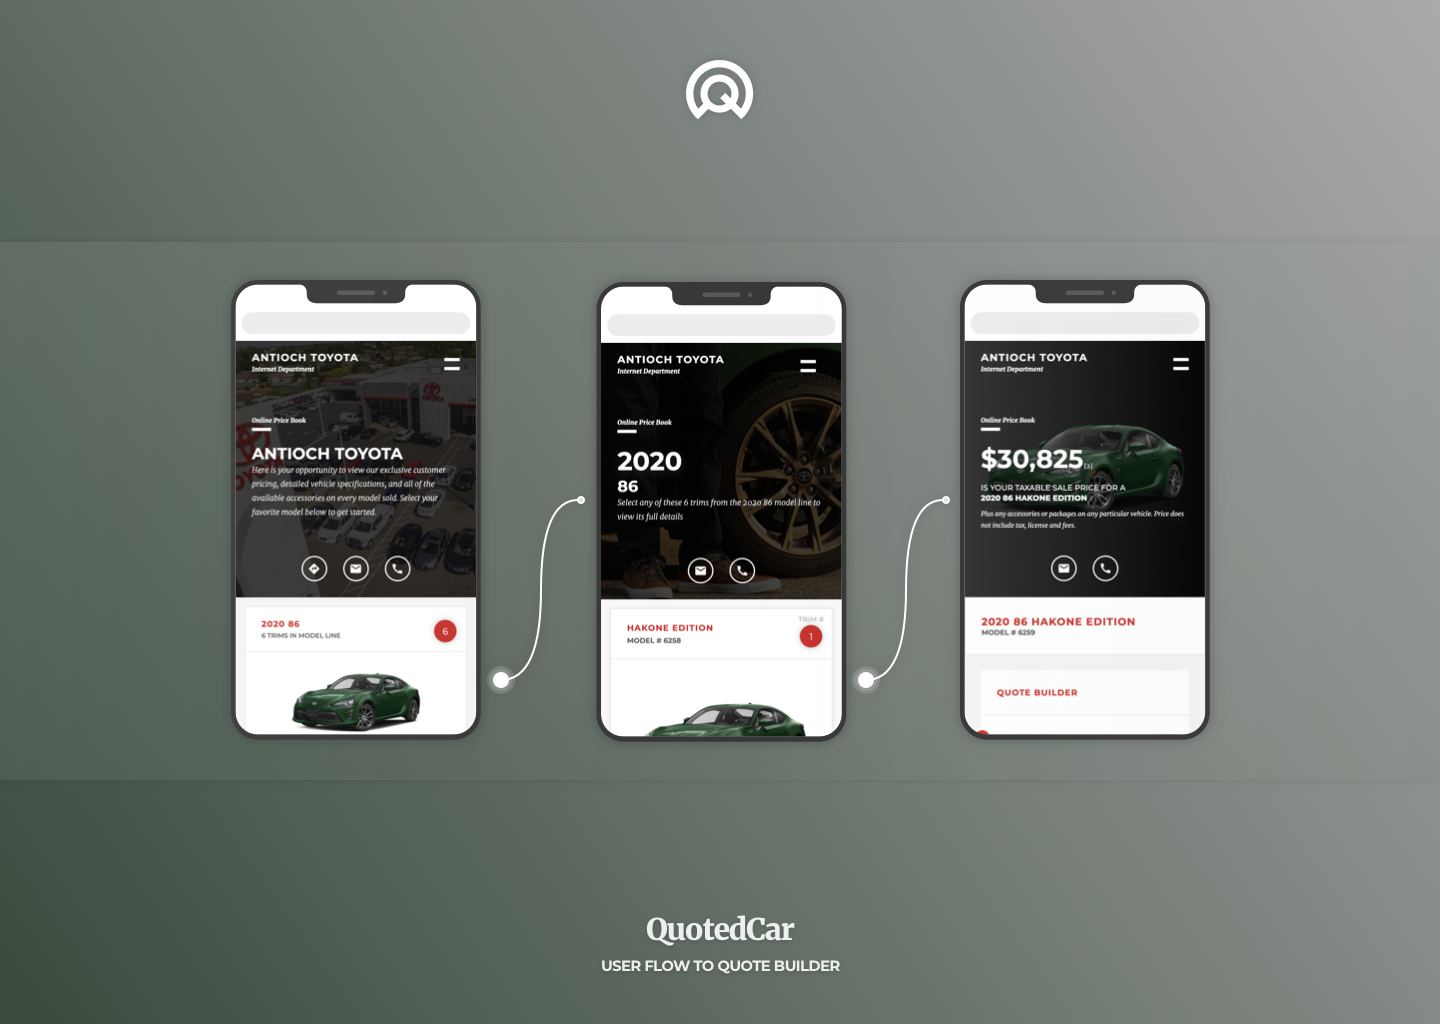 ANTIOCH TOYOTA
Internet Department
Online Price Book
ANTIOCH TOYOTA
Here is your opportunity to view our exclusive customer
pricing, detailed vehicle specifications, and all of the
available accessories on every model sold. Select your
favorite model below to get started.
2020 86
6 TRIMS IN MODEL LINE
6
ANTIOCH TOYOTA
Internet Department
Online Price Book
2020
86
Select any of these 6 trims from the 2020 86 model line to
view its full details
TRIM #
HAKONE EDITION
1
MODEL # 6258
ANTIOCH TOYOTA
Internet Department
Online Price Book
$30,825 [2]
IS YOUR TAXABLE SALE PRICE FOR A
2020 86 HAKONE EDITION
Plus any accessories or packages on any particular vehicle. Price does
not include tax, license and fees.
2020 86 HAKONE EDITION
MODEL # 6259
QUOTE BUILDER
QuotedCar
USER FLOW TO QUOTE BUILDER